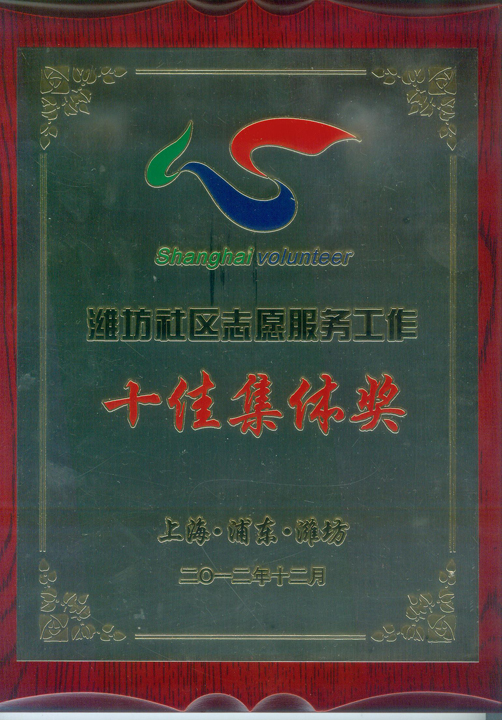 Shanghai volunteer
潍坊社区志愿服务工作
十佳集体奖
上海·浦东·潍坊
二〇一二年十二月